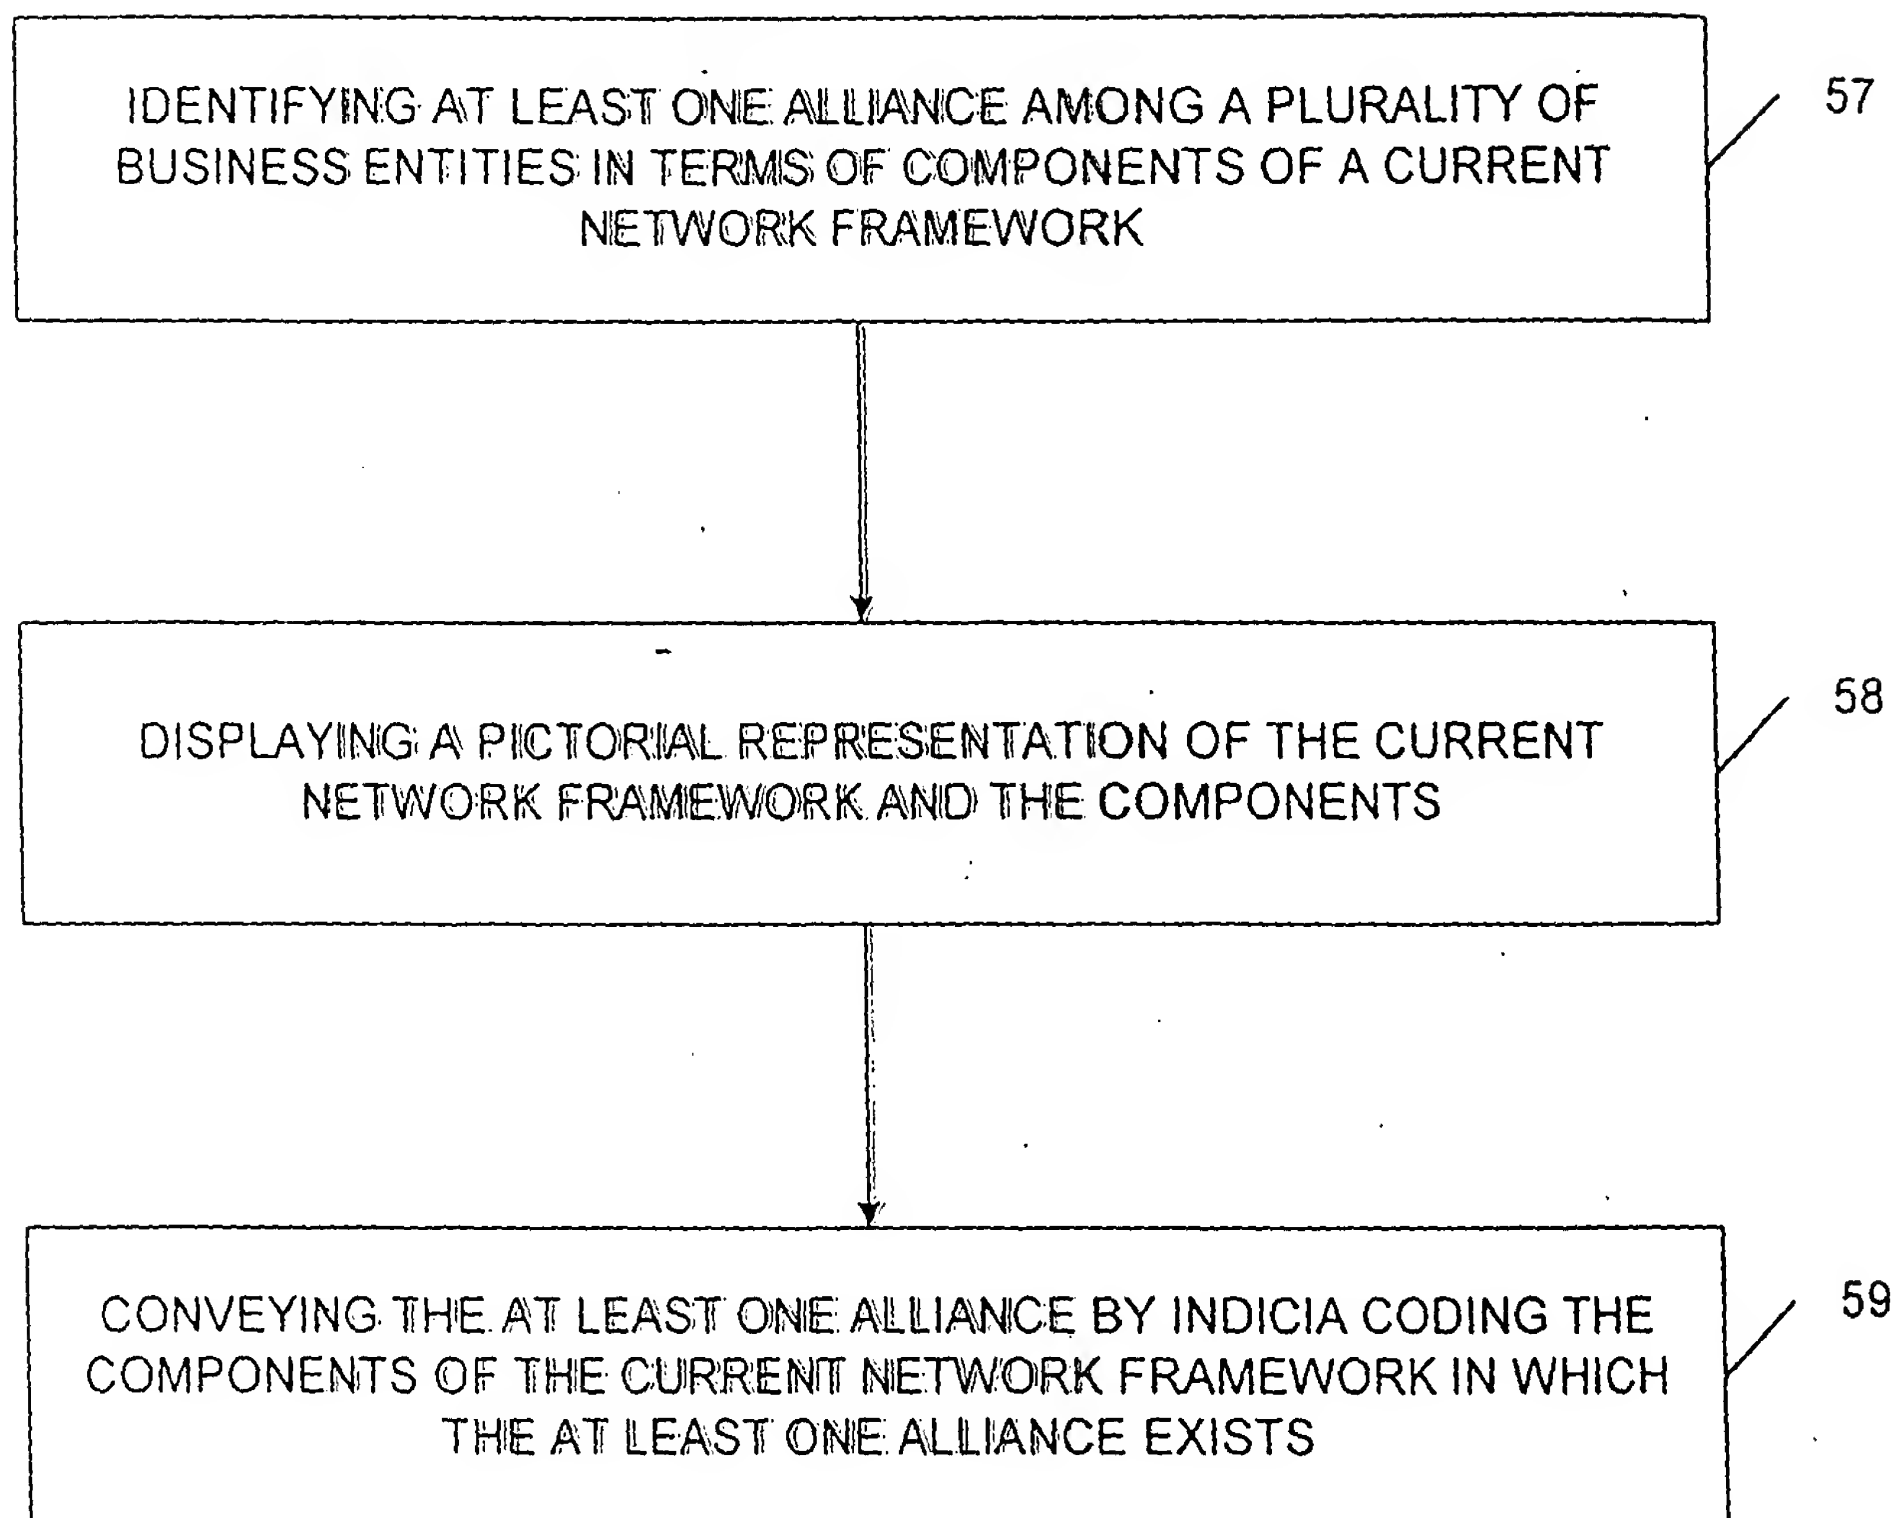 IDENTIFYING AT LEAST ONE ALLIANCE AMONG A PLURALITY OF
BUSINESS ENTITIES IN TERMS OF COMPONENTS OF A CURRENT
NETWORK FRAMEWORK
57
DISPLAYING A PICTORIAL REPRESENTATION OF THE CURRENT
NETWORK FRAMEWORK AND THE COMPONENTS
58
CONVEYING THE AT LEAST ONE ALLIANCE BY INDICIA CODING THE
COMPONENTS OF THE CURRENT NETWORK FRAMEWORK IN WHICH
THE AT LEAST ONE ALLIANCE EXISTS
59